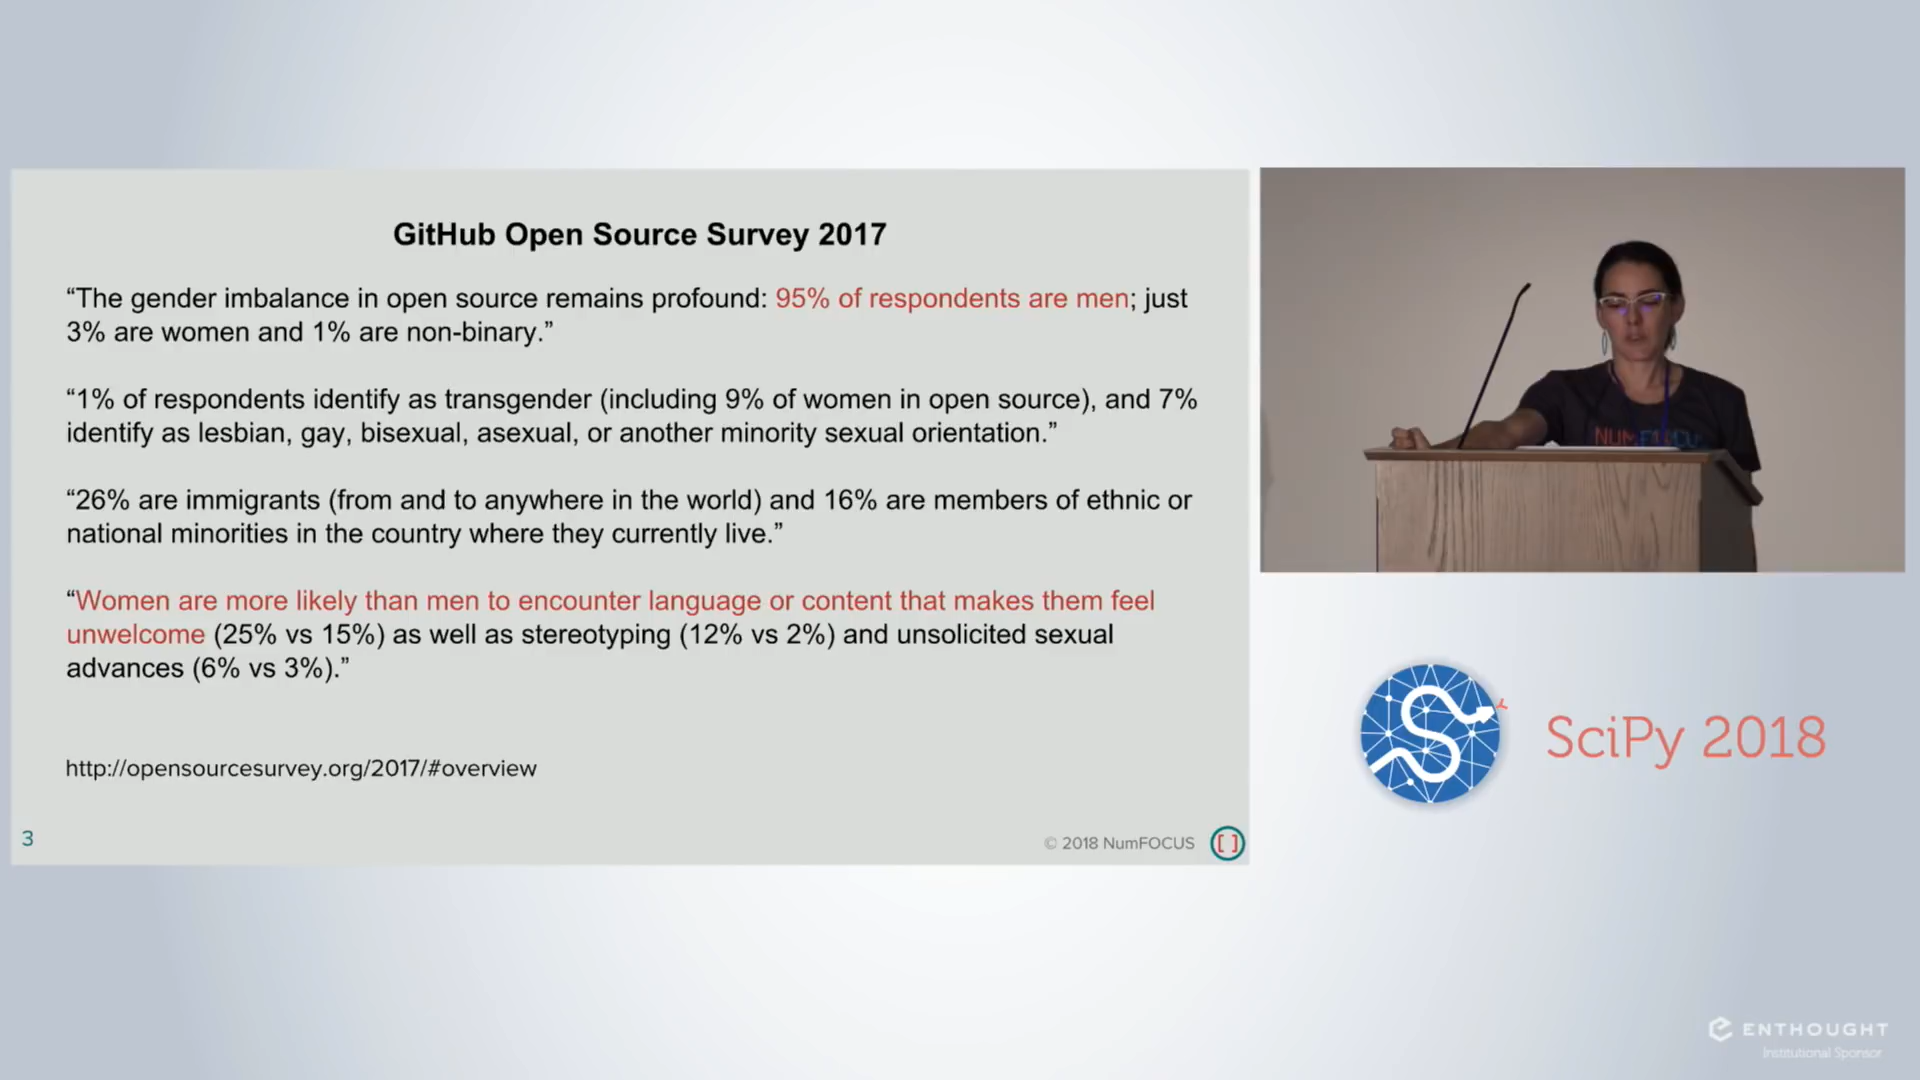 GitHub Open Source Survey 2017
“The gender imbalance in open source remains profound: 95% of respondents are men; just
3% are women and 1% are non-binary.”
“1% of respondents identify as transgender (including 9% of women in open source), and 7%
identify as lesbian, gay, bisexual, asexual, or another minority sexual orientation.”
“26% are immigrants (from and to anywhere in the world) and 16% are members of ethnic or
national minorities in the country where they currently live.”
“Women are more likely than men to encounter language or content that makes them feel
unwelcome (25% vs 15%) as well as stereotyping (12% vs 2%) and unsolicited sexual
advances (6% vs 3%).”
http://opensourcesurvey.org/2017/#overview
3
© 2018 NumFOCUS
[ ]
NUMFOCUS
SciPy 2018
ENTHOUGHT
Institutional Sponsor